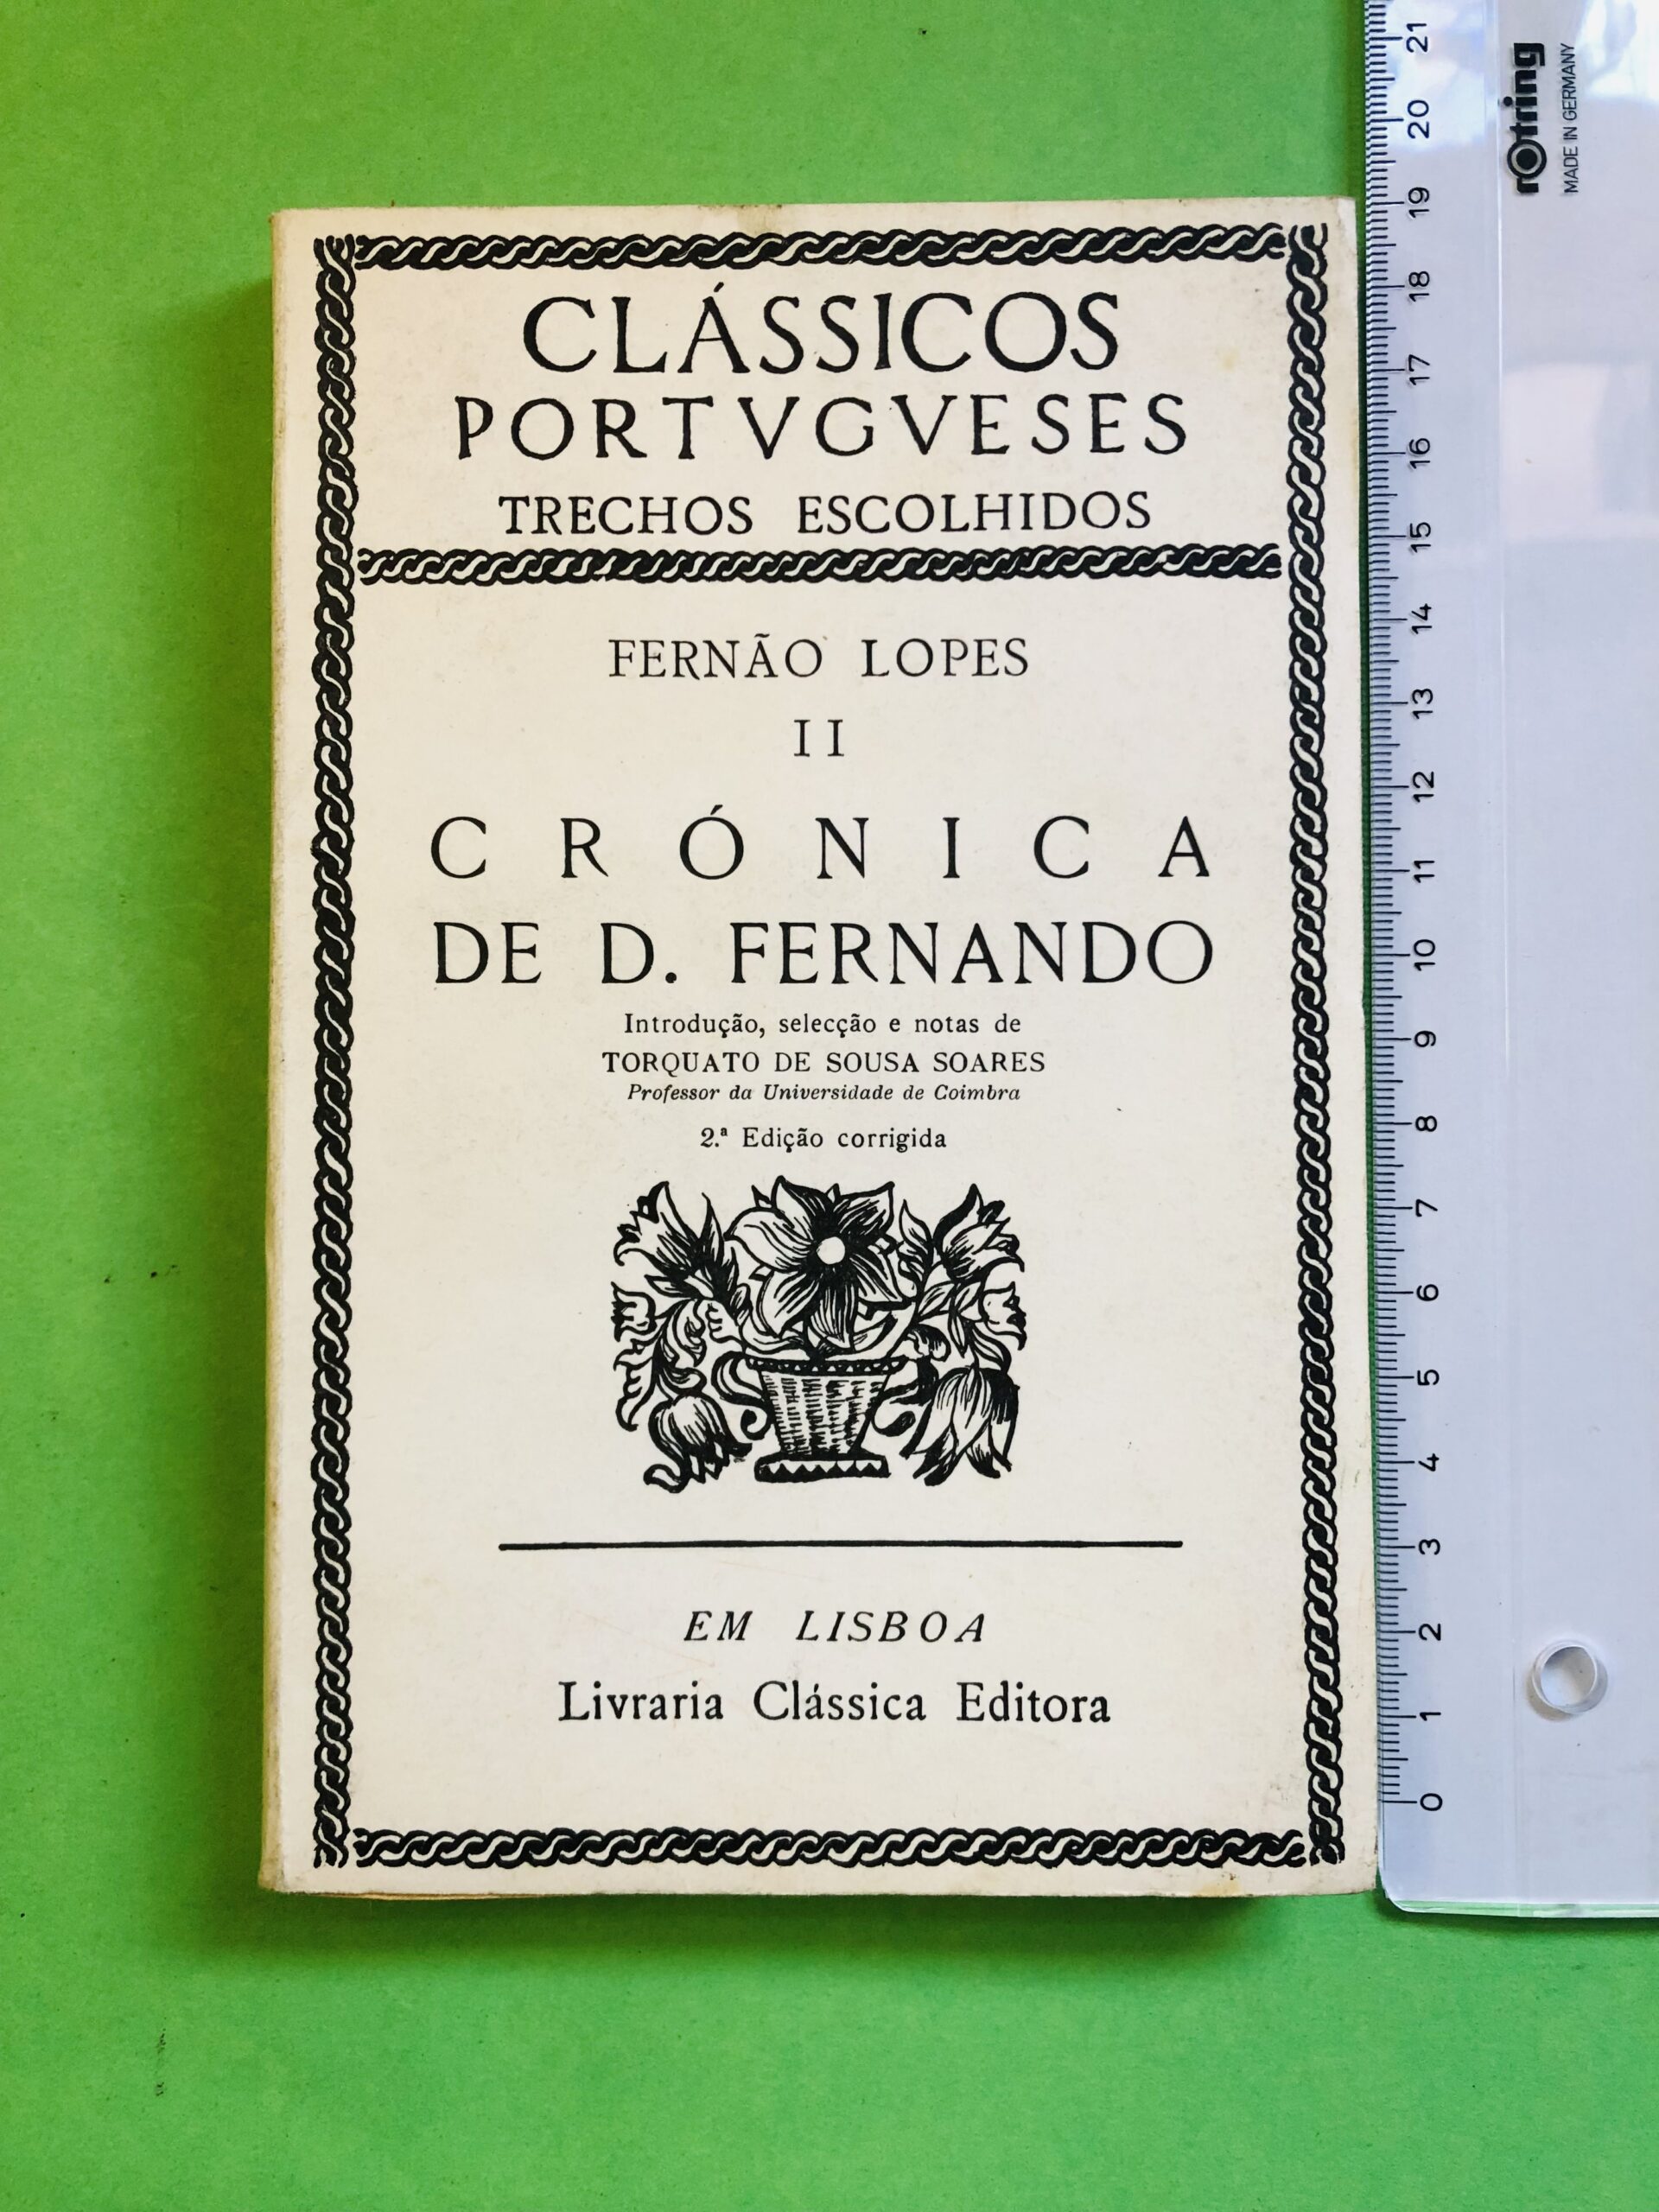 CLÁSSICOS
PORTVGVESES
TRECHOS ESCOLHIDOS
FERNÃO LOPES
II
CRÓNICA
DE D. FERNANDO
Introdução, selecção e notas de
TORQUATO DE SOUSA SOARES
Professor da Universidade de Coimbra
2.ª Edição corrigida
EM LISBOA
Livraria Clássica Editora
21
20
19
18
17
16
15
14
13
12
11
10
9
8
7
6
5
4
3
2
1
0
rotring
MADE IN GERMANY